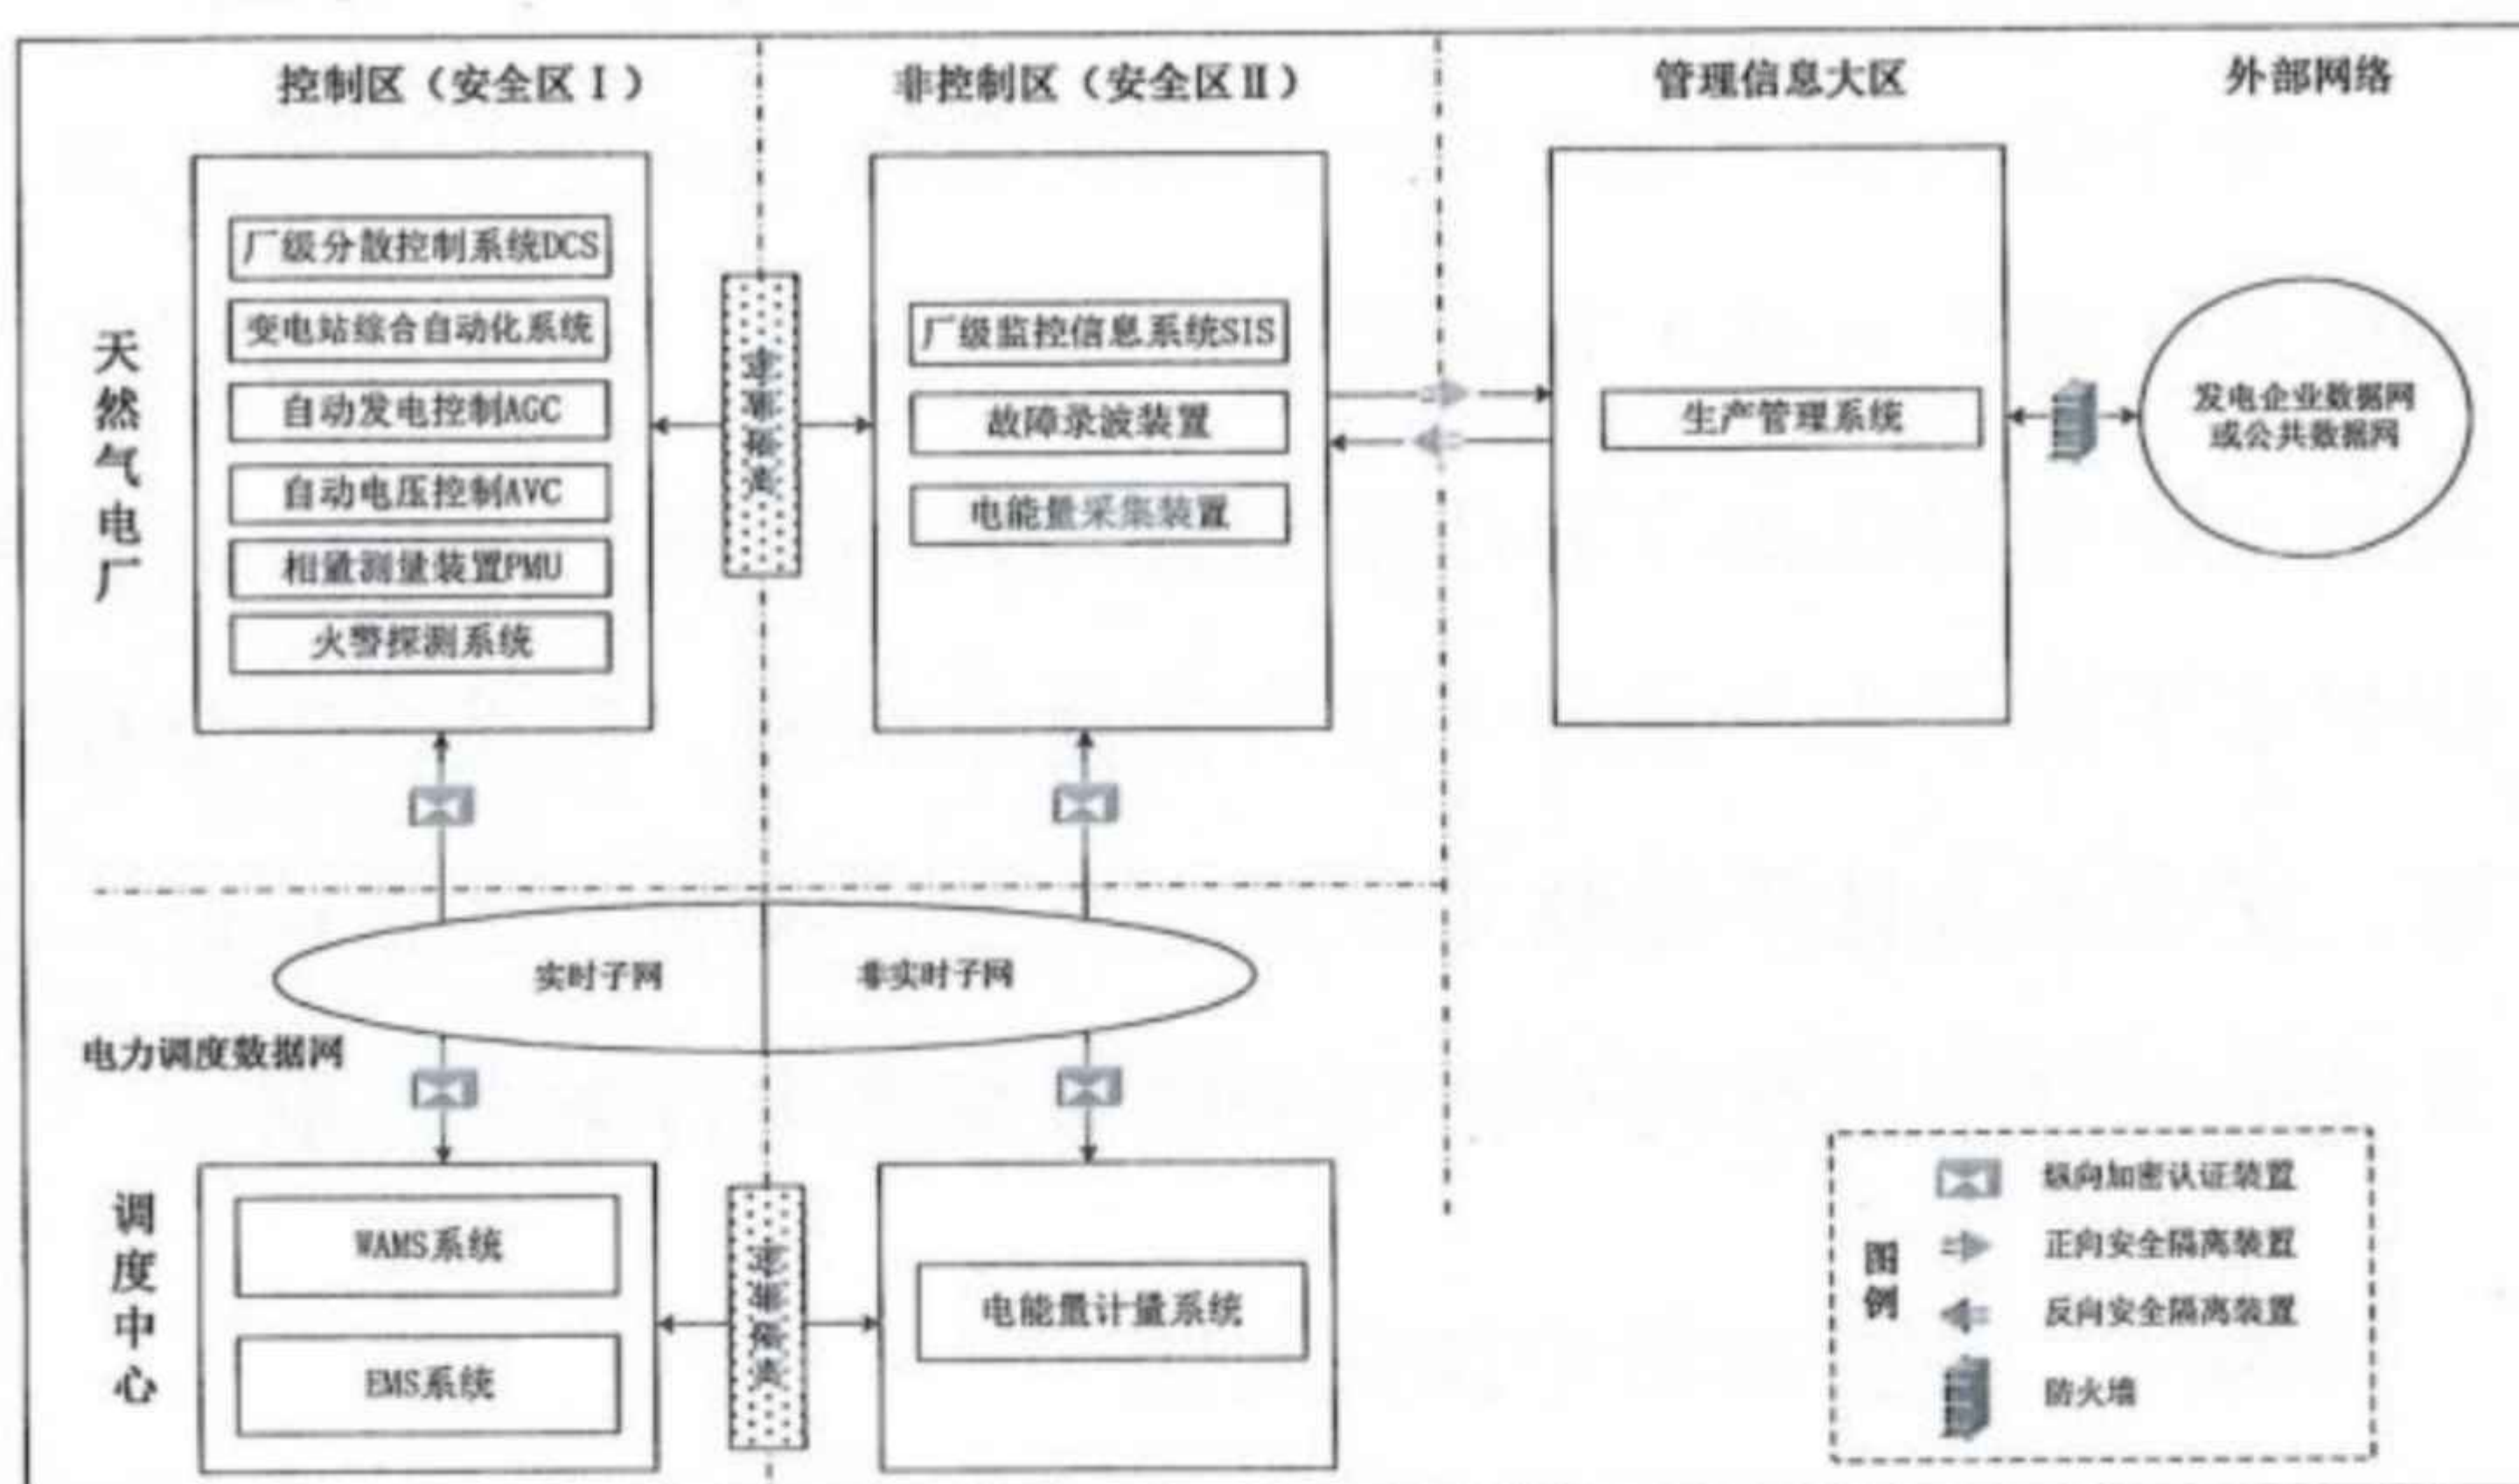 控制区（安全区Ⅰ）
非控制区（安全区Ⅱ）
管理信息大区
外部网络
天然气电厂
厂级分散控制系统DCS
变电站综合自动化系统
自动发电控制AGC
自动电压控制AVC
相量测量装置PMU
火警探测系统
逻辑隔离
厂级监控信息系统SIS
故障录波装置
电能量采集装置
生产管理系统
发电企业数据网
或公共数据网
实时子网
非实时子网
电力调度数据网
调度中心
WAMS系统
EMS系统
逻辑隔离
电能量计量系统
图例
纵向加密认证装置
正向安全隔离装置
反向安全隔离装置
防火墙